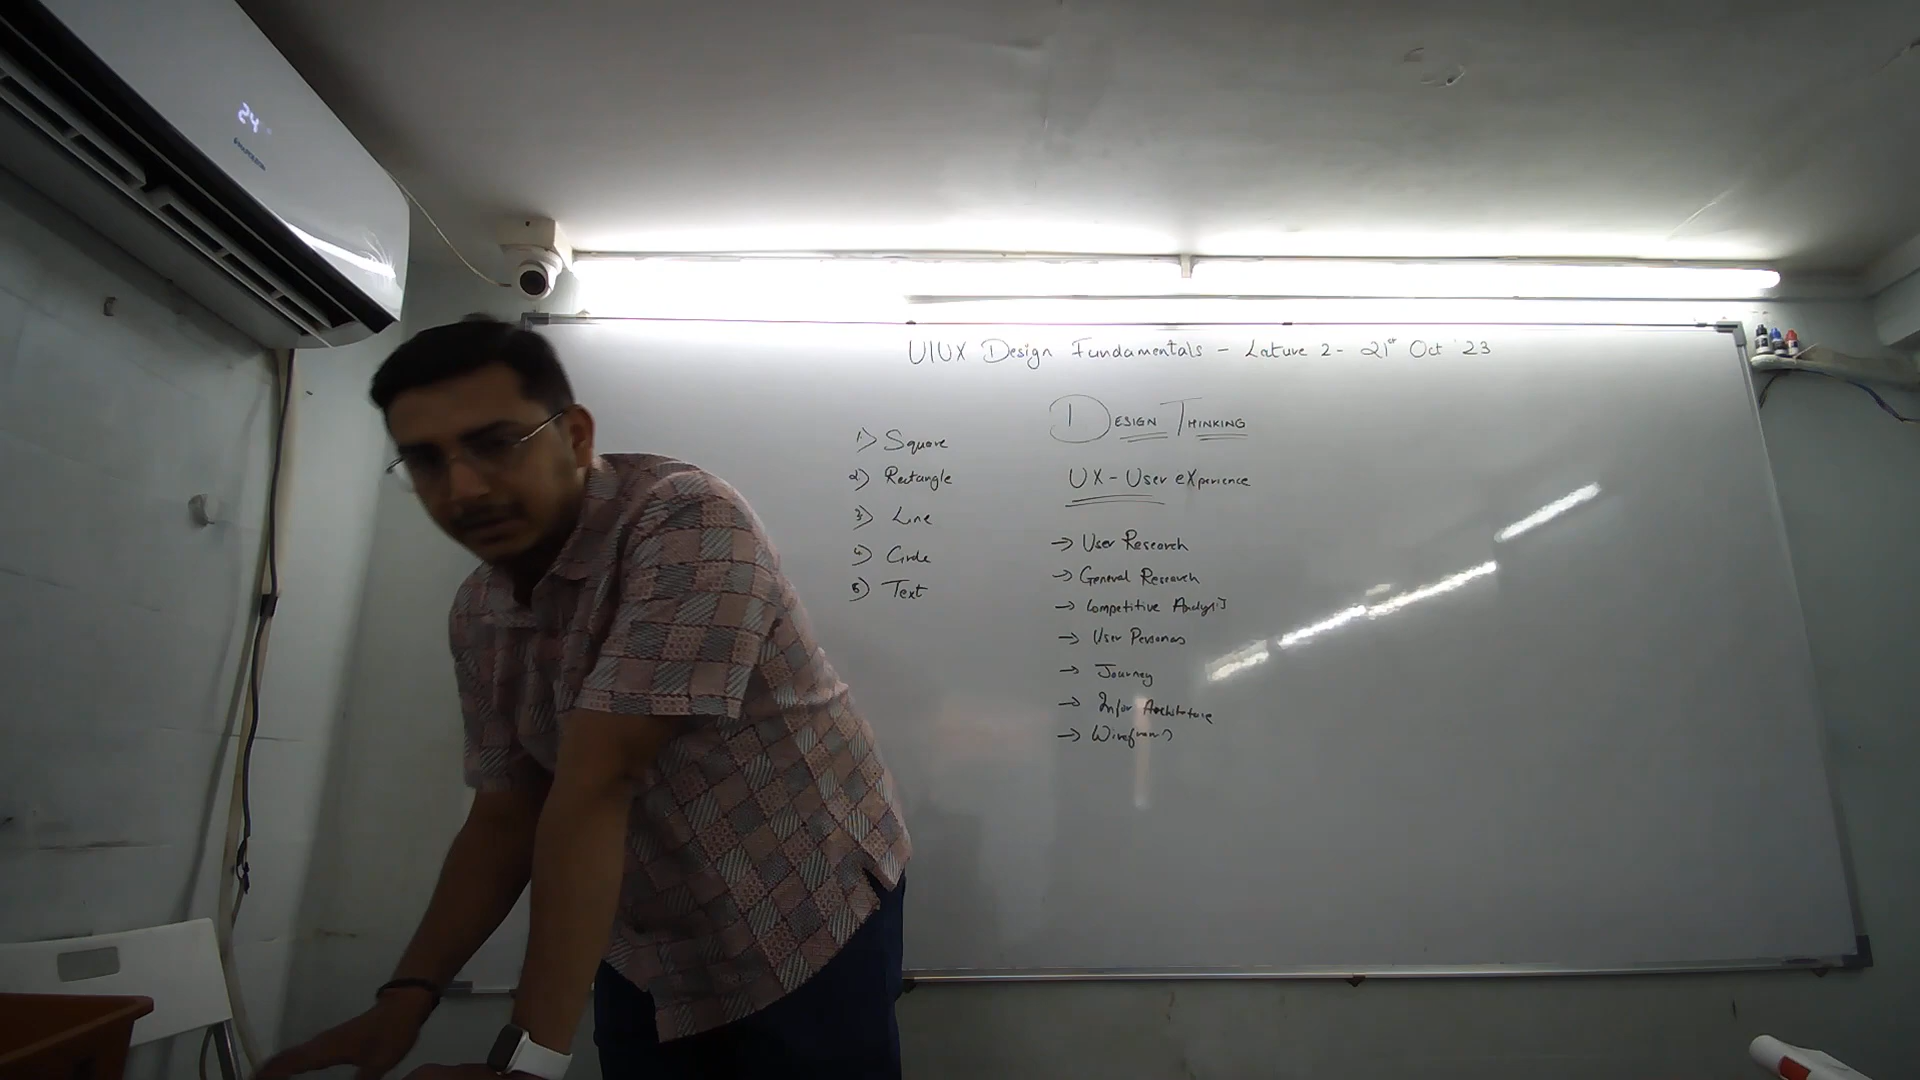 24
UIUX Design Fundamentals - Lature 2 - 21st Oct '23
1) Square
2) Rectangle
3) Line
4) Circle
5) Text
DESIGN THINKING
UX - User eXperience
→ User Research
→ General Research
→ Competitive Analysis
→ User Personas
→ Journey
→ Infor Architecture
→ Wireframes